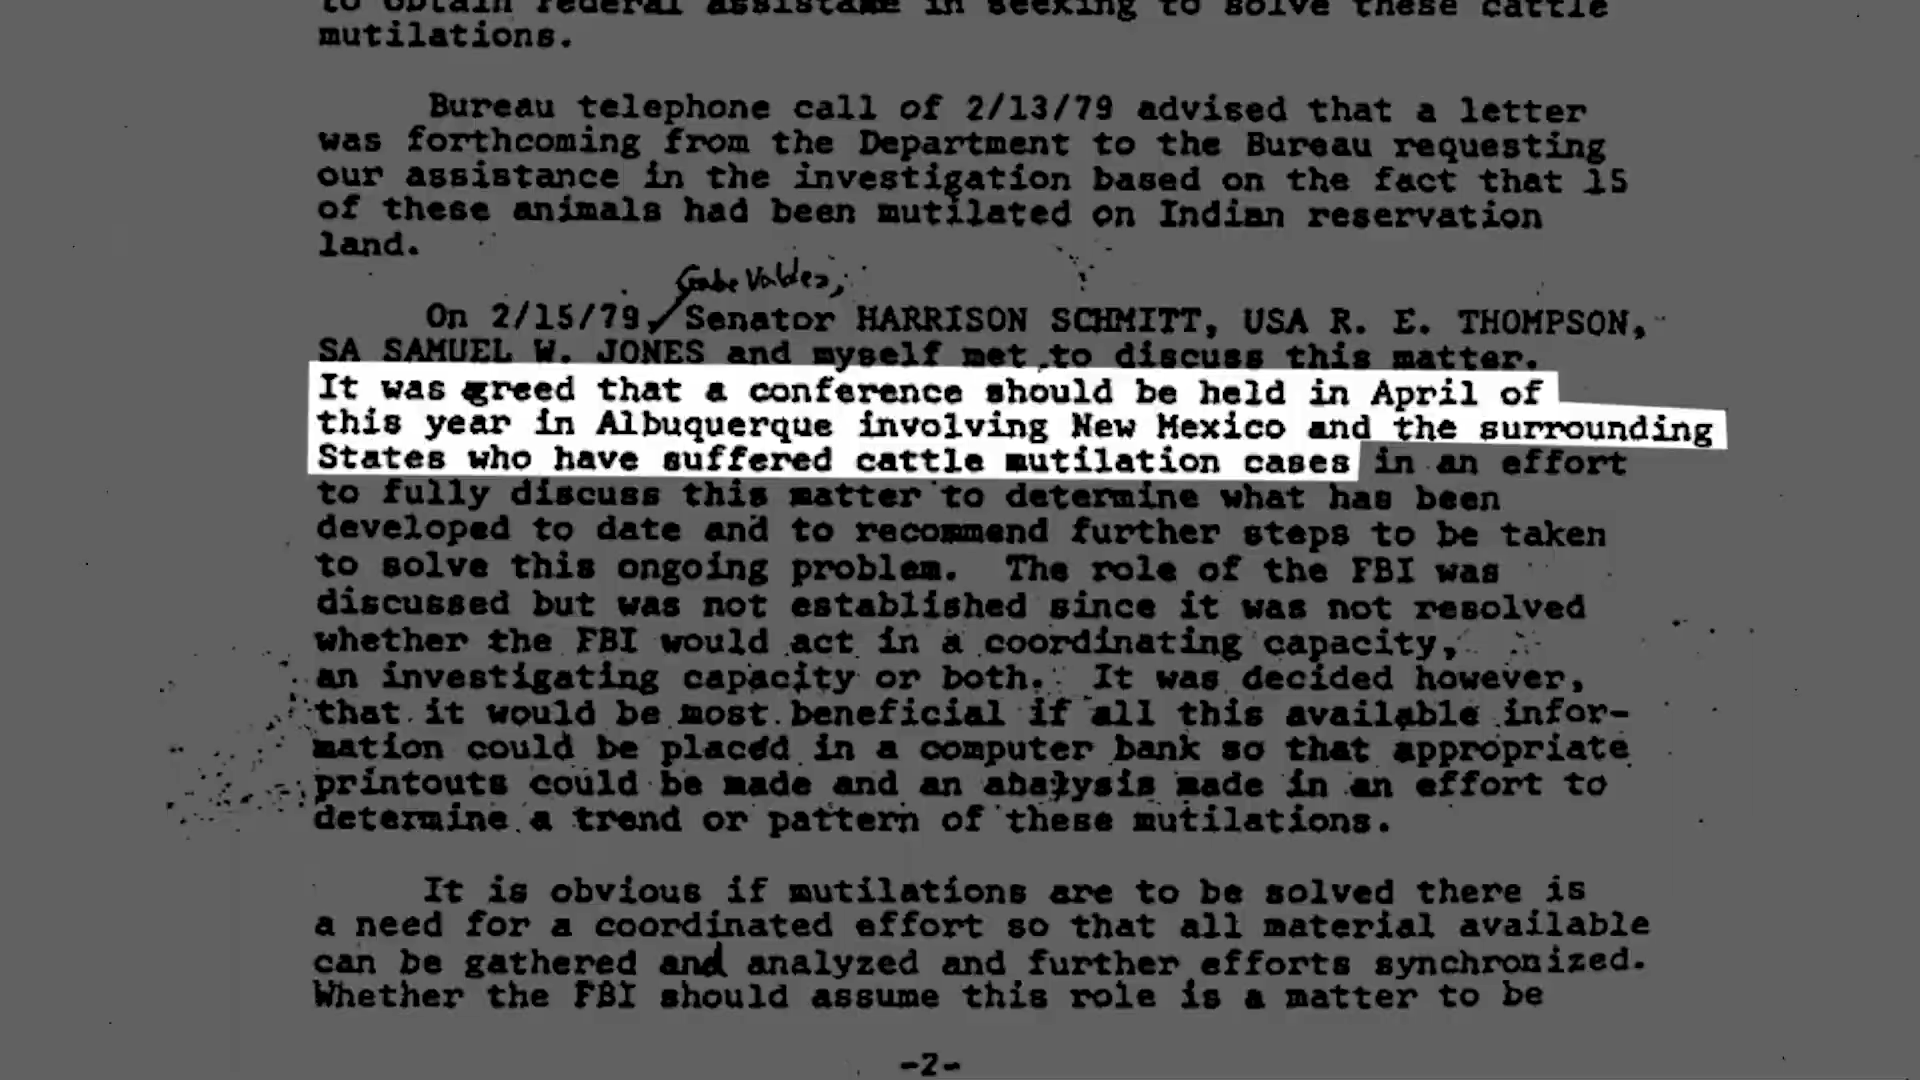 to obtain federal assistance in seeking to solve these cattle
mutilations.
Bureau telephone call of 2/13/79 advised that a letter
was forthcoming from the Department to the Bureau requesting
our assistance in the investigation based on the fact that 15
of these animals had been mutilated on Indian reservation
land.
Gabe Valdez,
On 2/15/79, Senator HARRISON SCHMITT, USA R. E. THOMPSON,
SA SAMUEL W. JONES and myself met to discuss this matter.
It was greed that a conference should be held in April of
this year in Albuquerque involving New Mexico and the surrounding
States who have suffered cattle mutilation cases in an effort
to fully discuss this matter to determine what has been
developed to date and to recommend further steps to be taken
to solve this ongoing problem. The role of the FBI was
discussed but was not established since it was not resolved
whether the FBI would act in a coordinating capacity,
an investigating capacity or both. It was decided however,
that it would be most beneficial if all this available infor-
mation could be placed in a computer bank so that appropriate
printouts could be made and an abalysis made in an effort to
determine a trend or pattern of these mutilations.
It is obvious if mutilations are to be solved there is
a need for a coordinated effort so that all material available
can be gathered and analyzed and further efforts synchronized.
Whether the FBI should assume this role is a matter to be
-2-